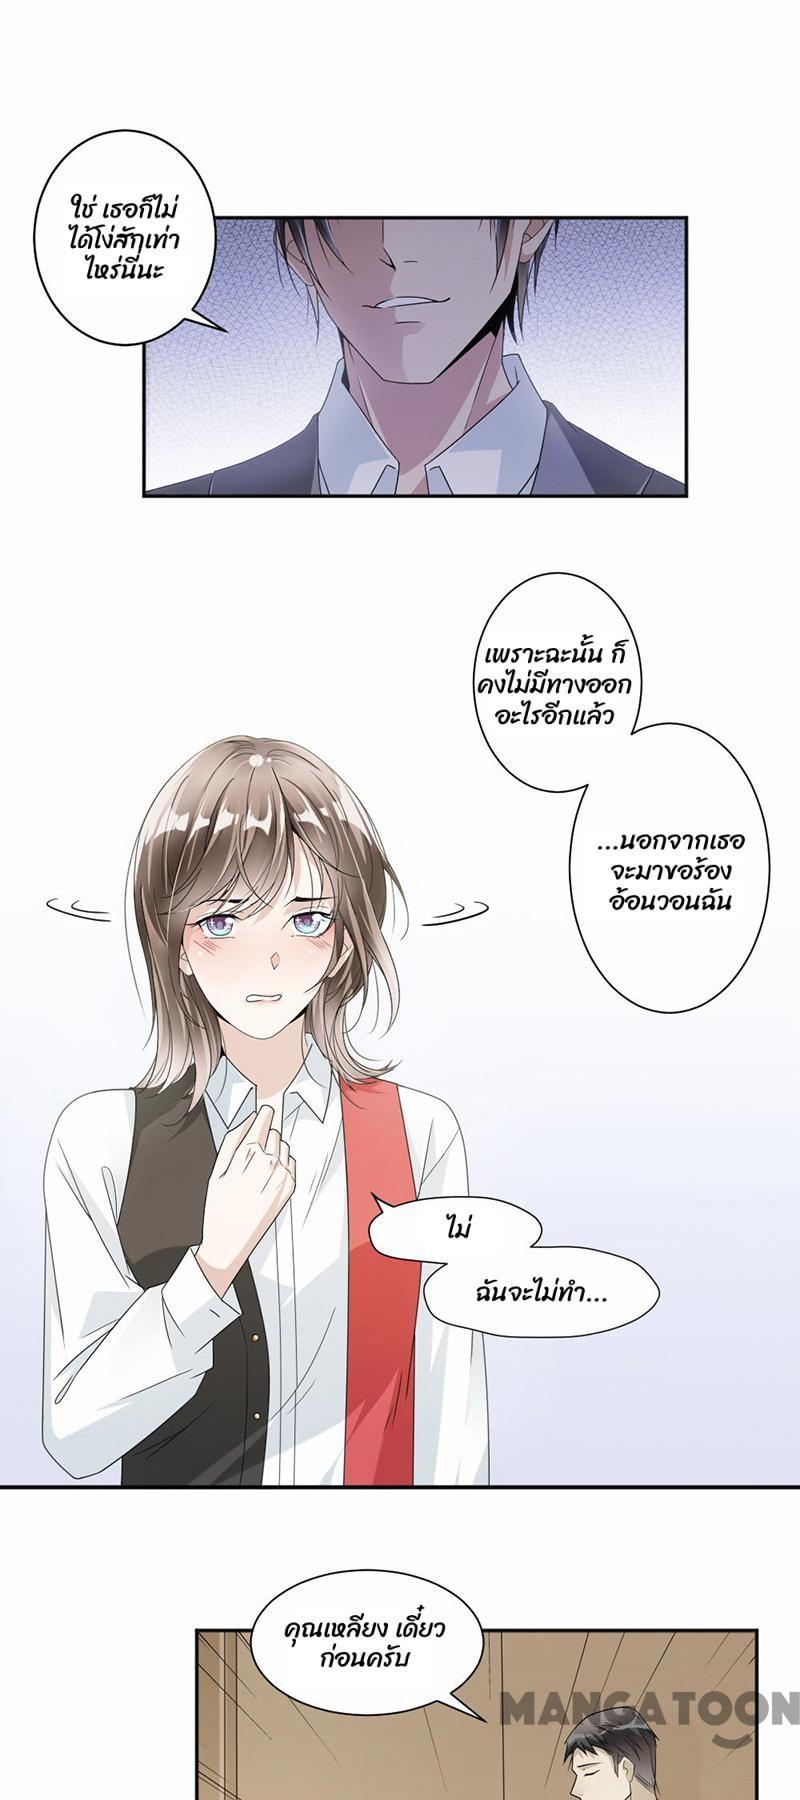 ใช่ เธอก็ไม่
ได้โง่สักเท่า
ไหร่นี่นะ
เพราะฉะนั้น ก็
คงไม่มีทางออก
อะไรอีกแล้ว
...นอกจากเธอ
จะมาขอร้อง
อ้อนวอนฉัน
ไม่
ฉันจะไม่ทำ...
คุณเหลียง เดี๋ยว
ก่อนครับ
MANGATOON